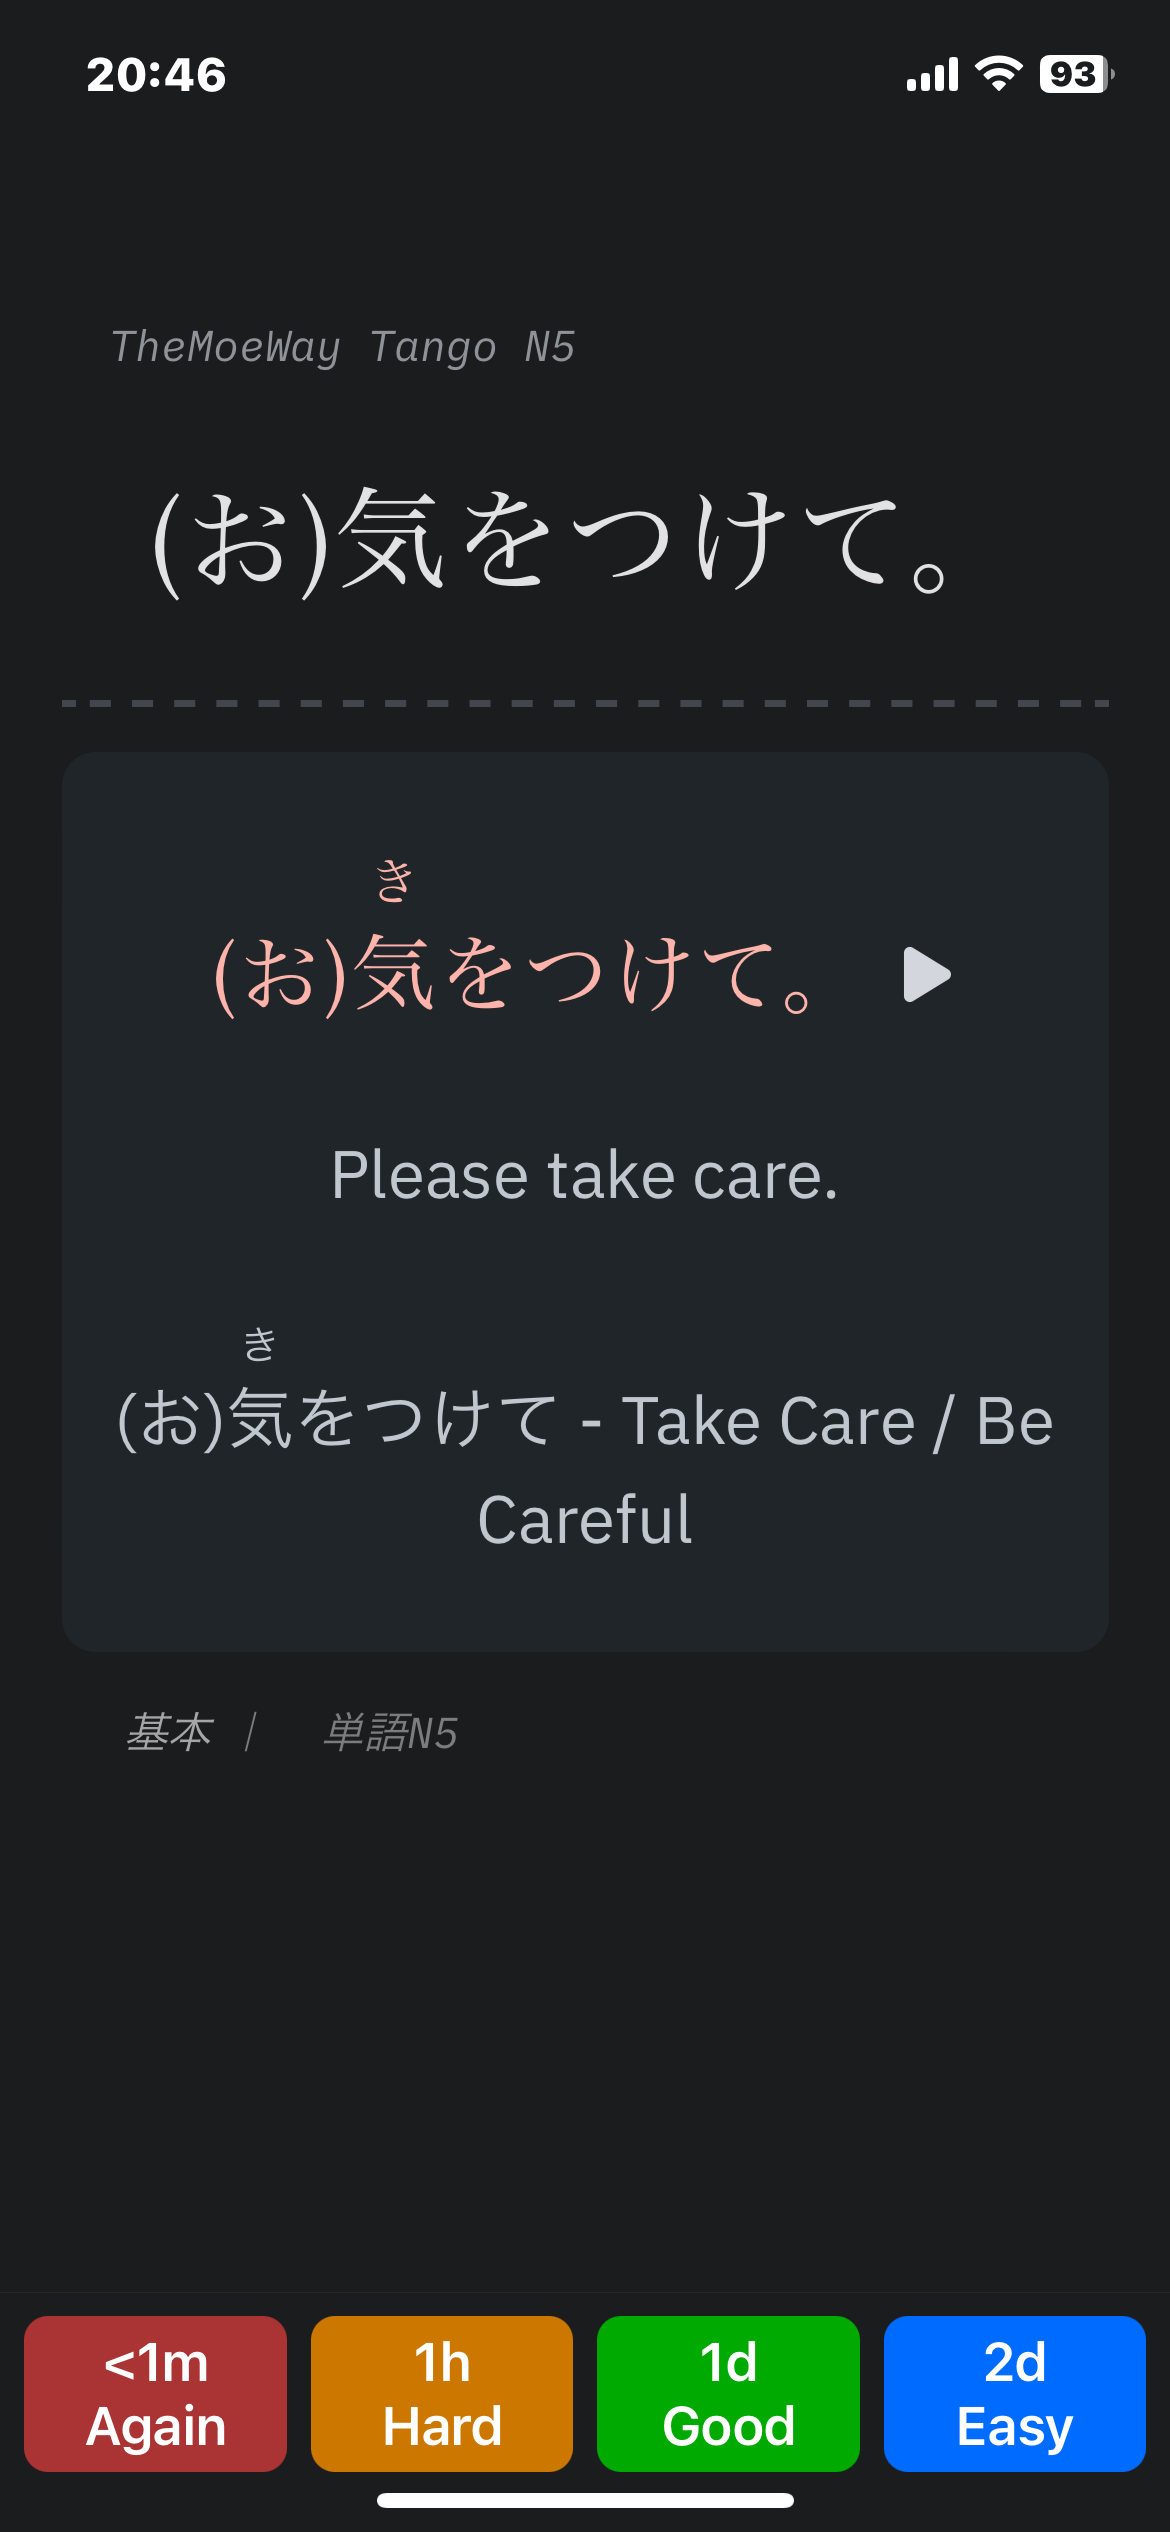 20:46
93
TheMoeWay Tango N5
(お)気をつけて。
き
(お)気をつけて。
Please take care.
き
(お)気をつけて - Take Care / Be
Careful
基本 | 単語N5
<1m
Again
1h
Hard
1d
Good
2d
Easy